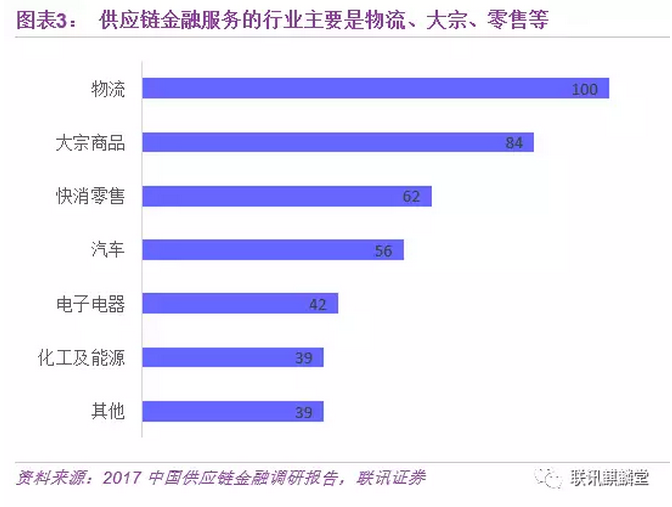 图表3： 供应链金融服务的行业主要是物流、大宗、零售等
物流 100
大宗商品 84
快消零售 62
汽车 56
电子电器 42
化工及能源 39
其他 39
资料来源：2017 中国供应链金融调研报告，联讯证券
联讯麒麟堂